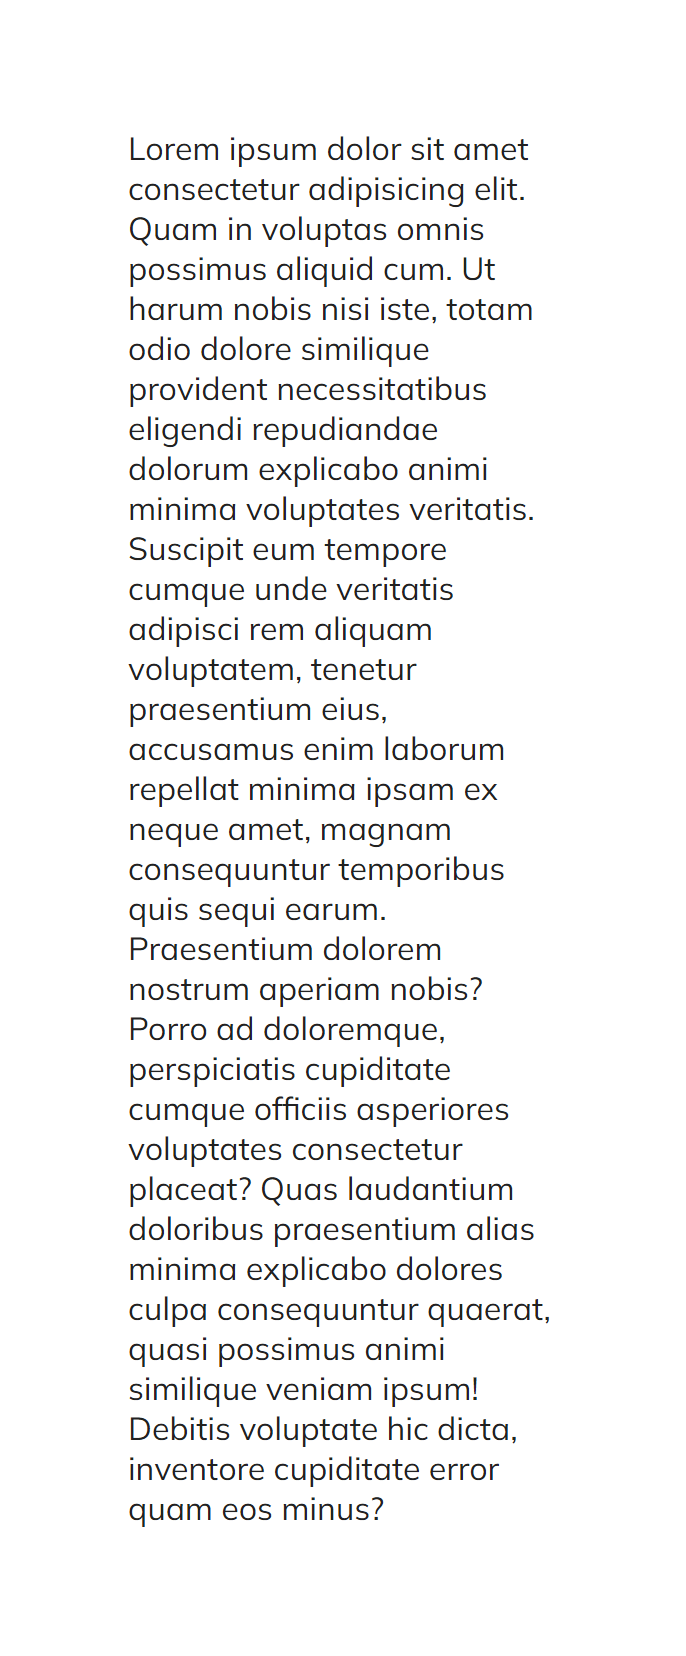 Lorem ipsum dolor sit amet
consectetur adipisicing elit.
Quam in voluptas omnis
possimus aliquid cum. Ut
harum nobis nisi iste, totam
odio dolore similique
provident necessitatibus
eligendi repudiandae
dolorum explicabo animi
minima voluptates veritatis.
Suscipit eum tempore
cumque unde veritatis
adipisci rem aliquam
voluptatem, tenetur
praesentium eius,
accusamus enim laborum
repellat minima ipsam ex
neque amet, magnam
consequuntur temporibus
quis sequi earum.
Praesentium dolorem
nostrum aperiam nobis?
Porro ad doloremque,
perspiciatis cupiditate
cumque officiis asperiores
voluptates consectetur
placeat? Quas laudantium
doloribus praesentium alias
minima explicabo dolores
culpa consequuntur quaerat,
quasi possimus animi
similique veniam ipsum!
Debitis voluptate hic dicta,
inventore cupiditate error
quam eos minus?